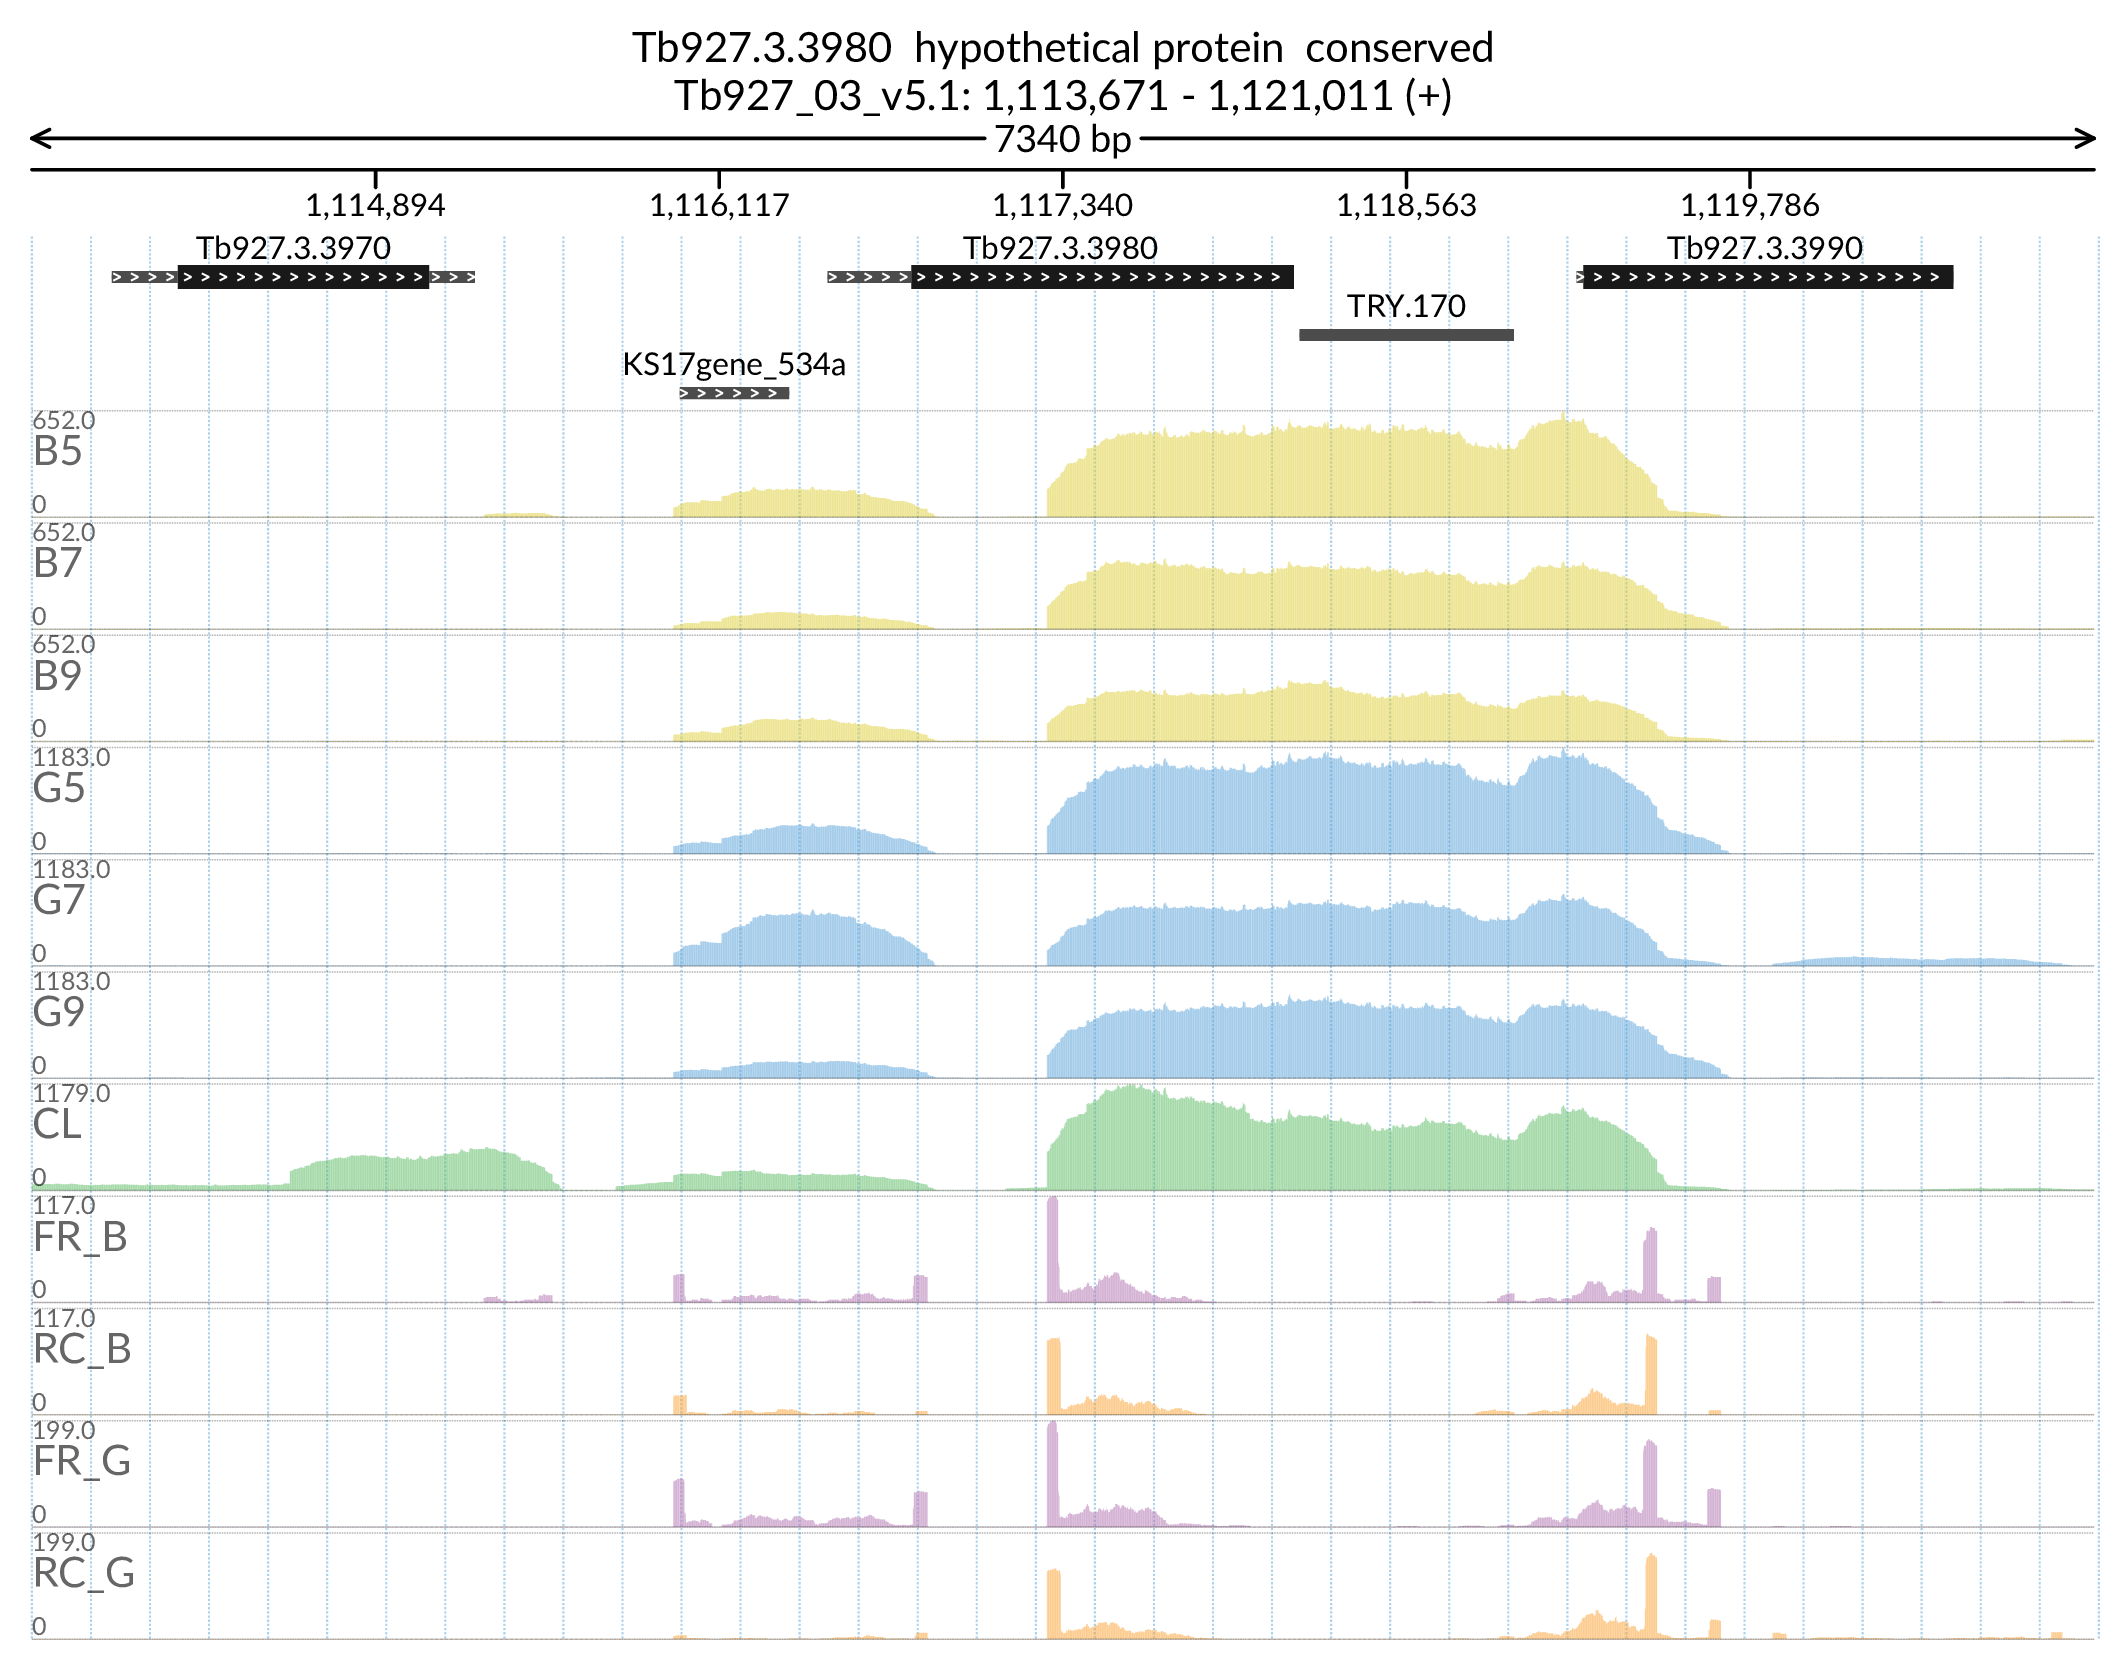 Tb927.3.3980  hypothetical protein  conserved
Tb927_03_v5.1: 1,113,671 - 1,121,011 (+)
7340 bp
1,114,894 1,116,117 1,117,340 1,118,563 1,119,786
Tb927.3.3970 Tb927.3.3980 Tb927.3.3990
TRY.170
KS17gene_534a
652.0
B5
0
652.0
B7
0
652.0
B9
0
1183.0
G5
0
1183.0
G7
0
1183.0
G9
0
1179.0
CL
0
117.0
FR_B
0
117.0
RC_B
0
199.0
FR_G
0
199.0
RC_G
0